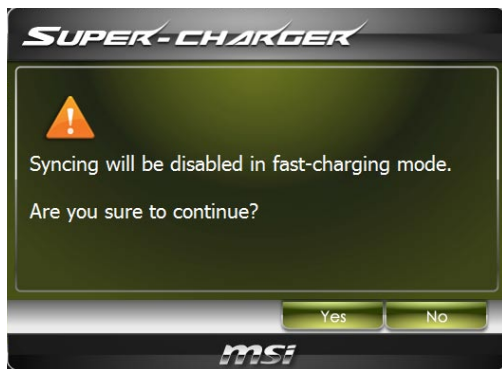 SUPER-CHARGER
Syncing will be disabled in fast-charging mode.
Are you sure to continue?
Yes No
msi